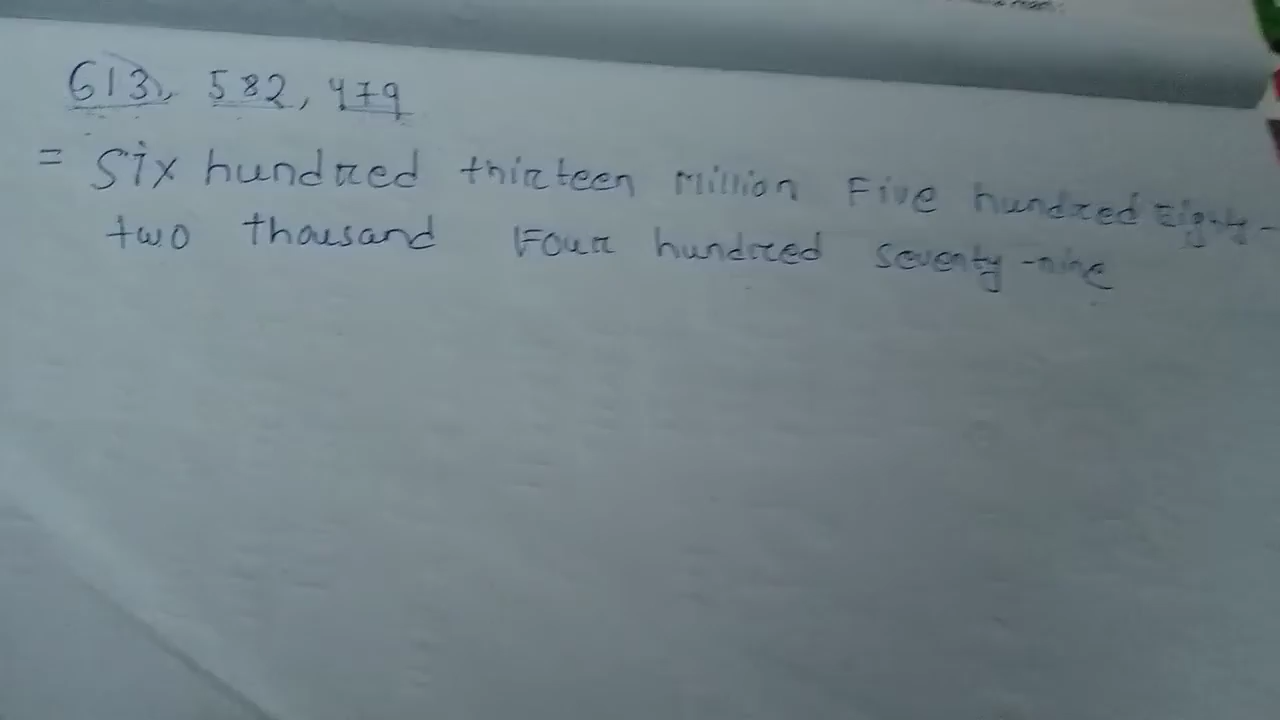 613, 582, 479
= Six hundred thirteen Million Five hundred Eighty-
two thousand Four hundred seventy-nine